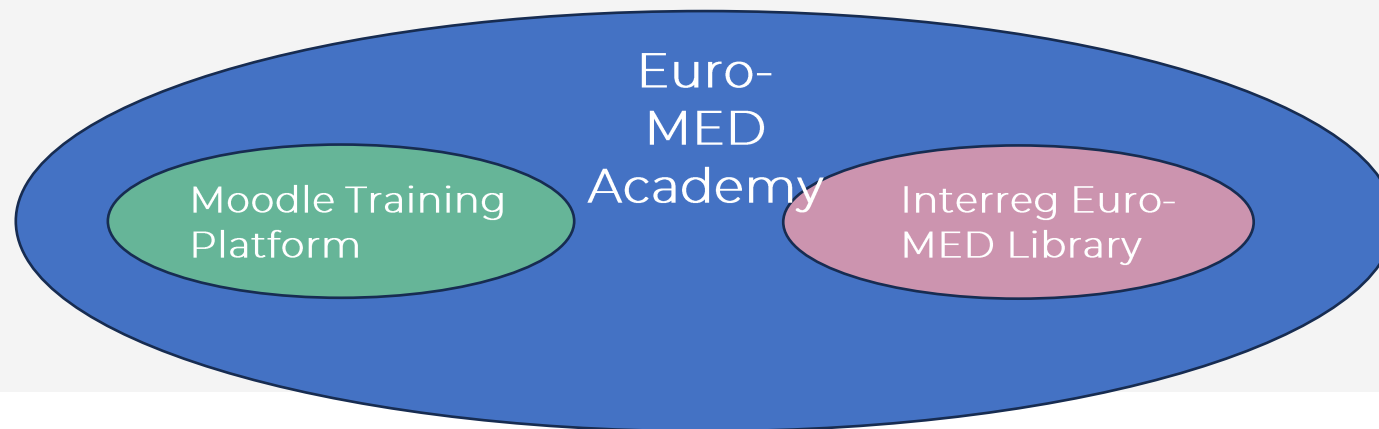 Euro-
MED
Academy
Moodle Training
Platform
Interreg Euro-
MED Library